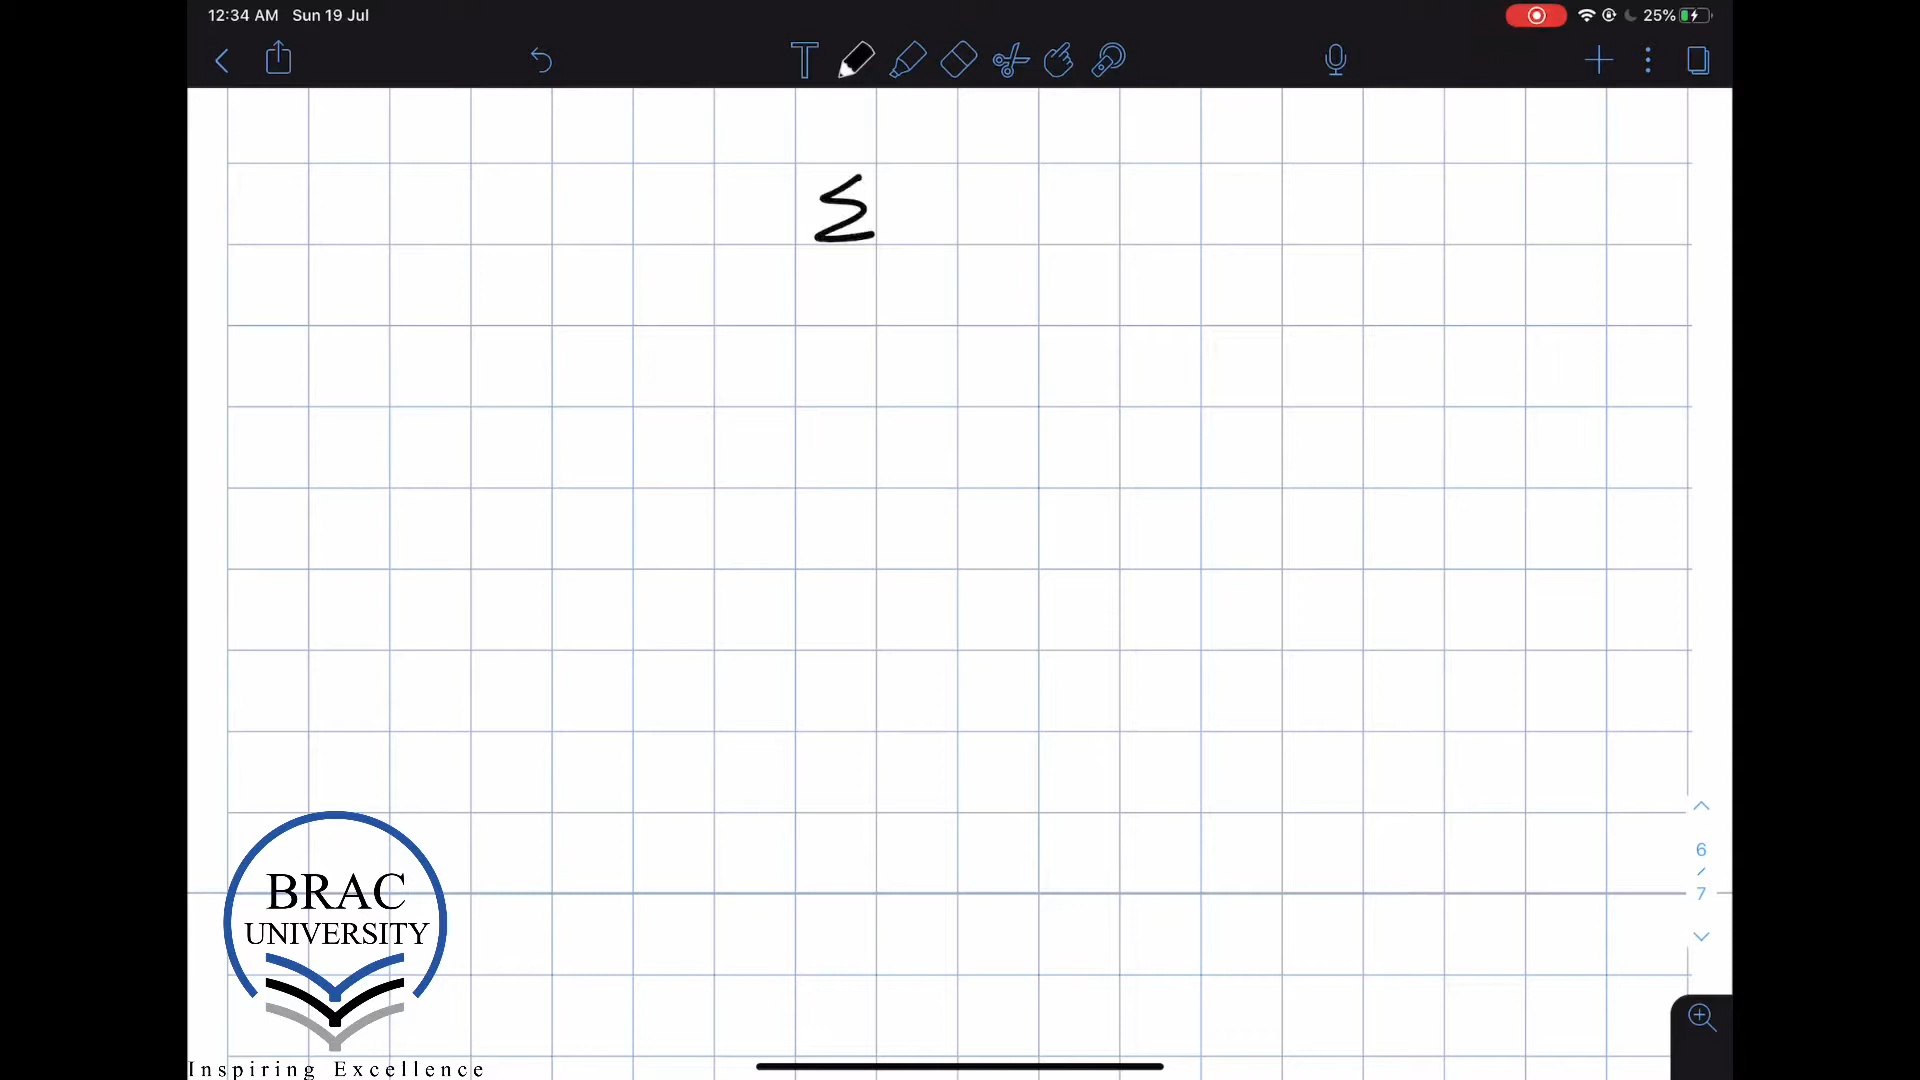 12:34 AM Sun 19 Jul
25%
Σ
6
/
7
BRAC
UNIVERSITY
Inspiring Excellence